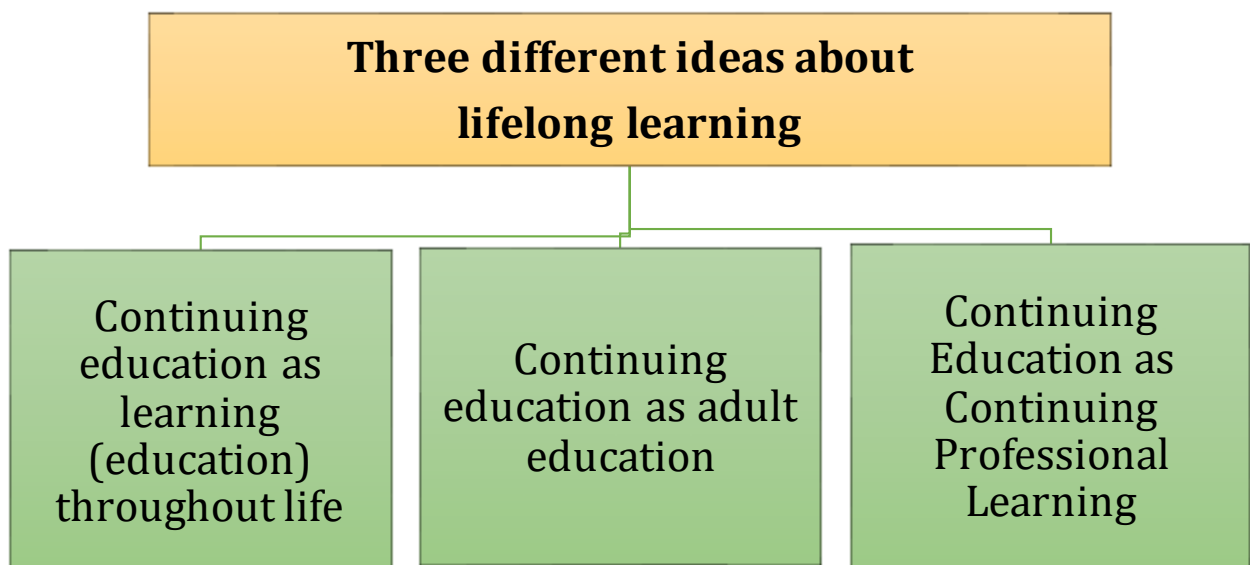 Three different ideas about
lifelong learning
Continuing
education as
learning
(education)
throughout life
Continuing
education as adult
education
Continuing
Education as
Continuing
Professional
Learning